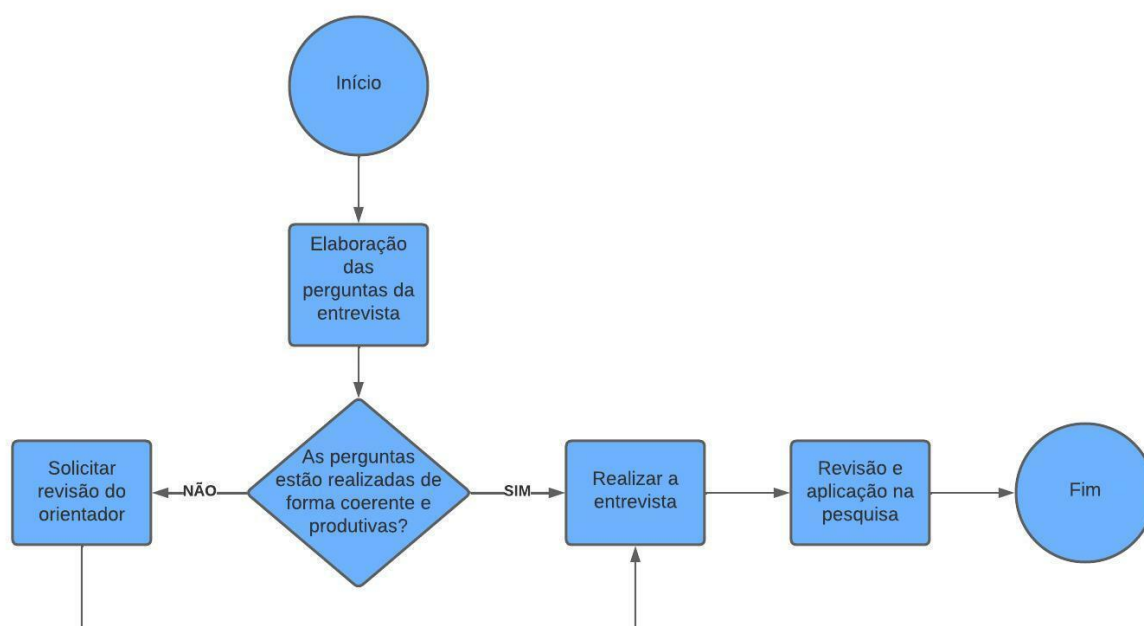 Início
Elaboração
das
perguntas da
entrevista
As perguntas
estão realizadas de
forma coerente e
produtivas?
NÃO
Solicitar
revisão do
orientador
SIM
Realizar a
entrevista
Revisão e
aplicação na
pesquisa
Fim